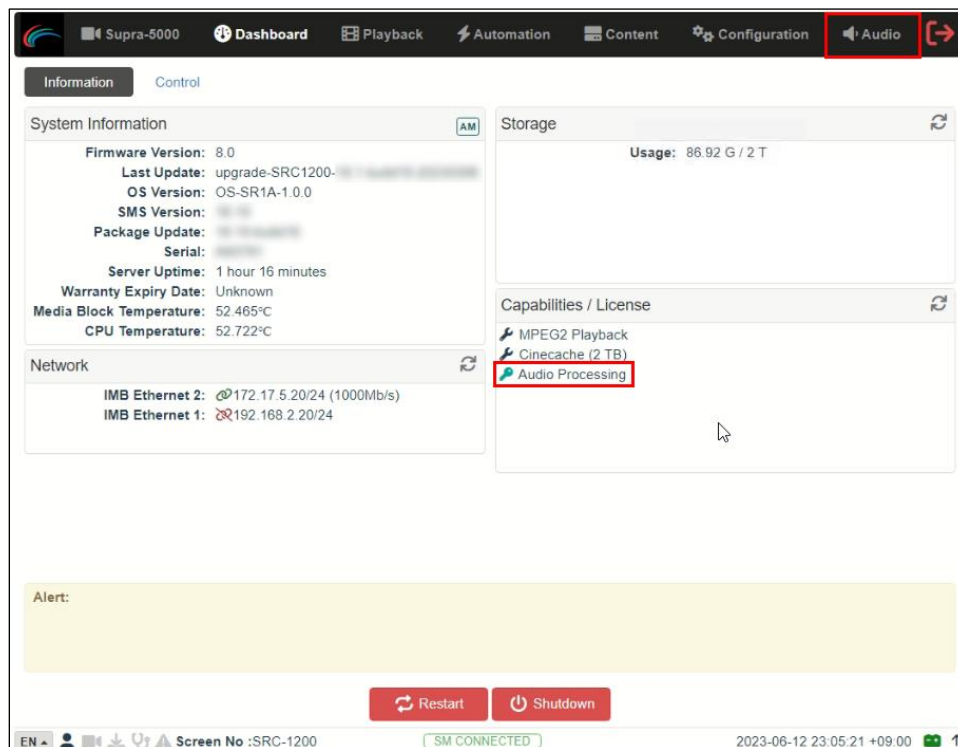 Supra-5000 Dashboard Playback Automation Content Configuration Audio
Information Control
System Information AM
Firmware Version: 8.0
Last Update: upgrade-SRC1200-
OS Version: OS-SR1A-1.0.0
SMS Version:
Package Update:
Serial:
Server Uptime: 1 hour 16 minutes
Warranty Expiry Date: Unknown
Media Block Temperature: 52.465°C
CPU Temperature: 52.722°C
Network
IMB Ethernet 2: 172.17.5.20/24 (1000Mb/s)
IMB Ethernet 1: 192.168.2.20/24
Storage
Usage: 86.92 G / 2 T
Capabilities / License
MPEG2 Playback
Cinecache (2 TB)
Audio Processing
Alert:
Restart Shutdown
EN Screen No :SRC-1200 SM CONNECTED 2023-06-12 23:05:21 +09:00